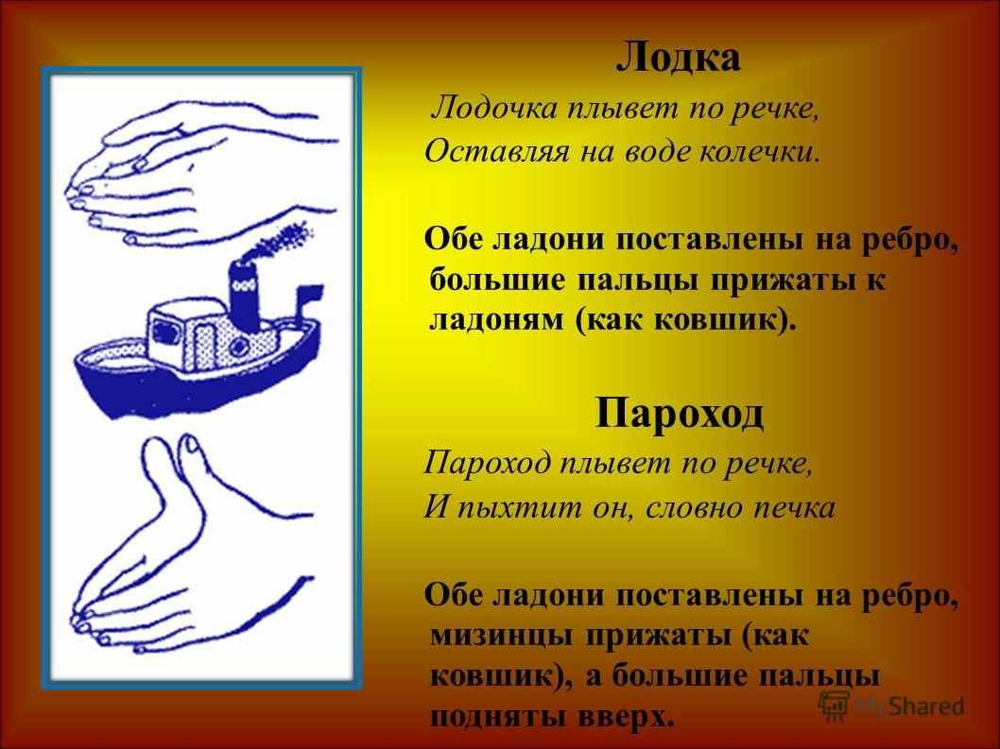 Лодка
Лодочка плывет по речке,
Оставляя на воде колечки.
Обе ладони поставлены на ребро,
большие пальцы прижаты к
ладоням (как ковшик).
Пароход
Пароход плывет по речке,
И пыхтит он, словно печка
Обе ладони поставлены на ребро,
мизинцы прижаты (как
ковшик), а большие пальцы
подняты вверх.
MyShared